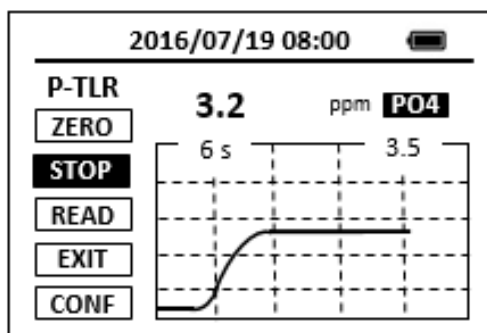 2016/07/19 08:00
P-TLR
3.2 ppm PO4
ZERO
6 s 3.5
STOP
READ
EXIT
CONF